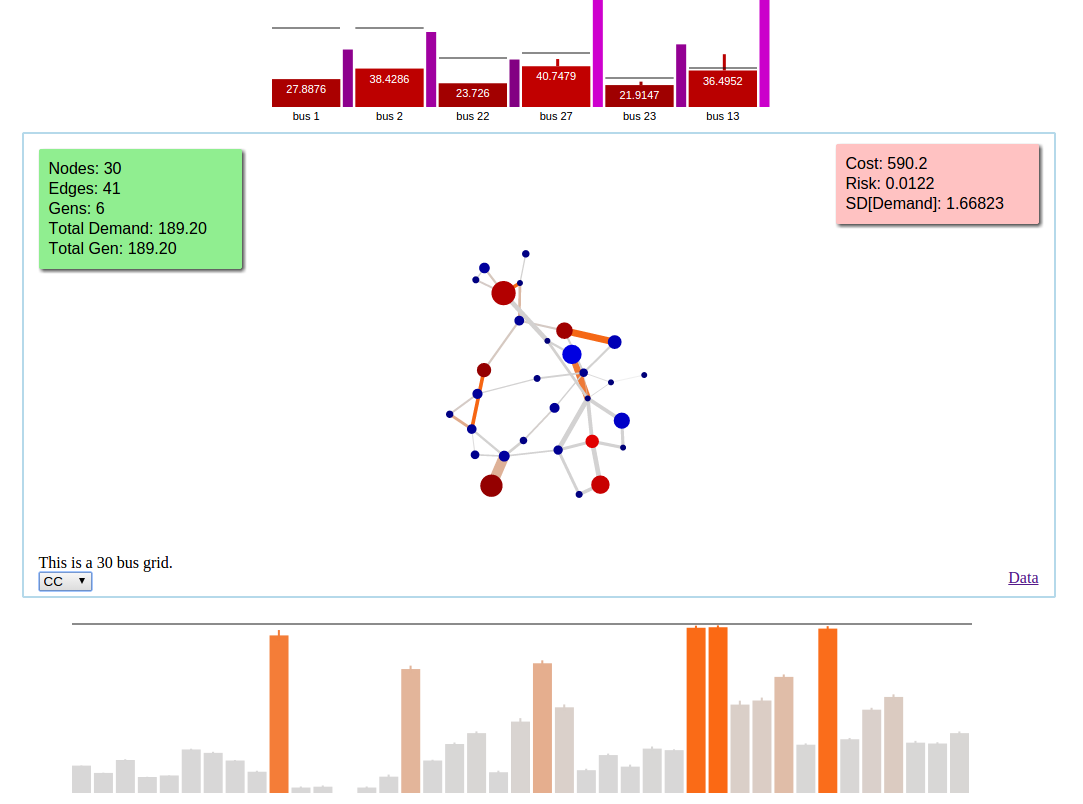 27.8876 38.4286 23.726 40.7479 21.9147 36.4952
bus 1 bus 2 bus 22 bus 27 bus 23 bus 13
Nodes: 30
Edges: 41
Gens: 6
Total Demand: 189.20
Total Gen: 189.20
Cost: 590.2
Risk: 0.0122
SD[Demand]: 1.66823
This is a 30 bus grid.
CC
Data